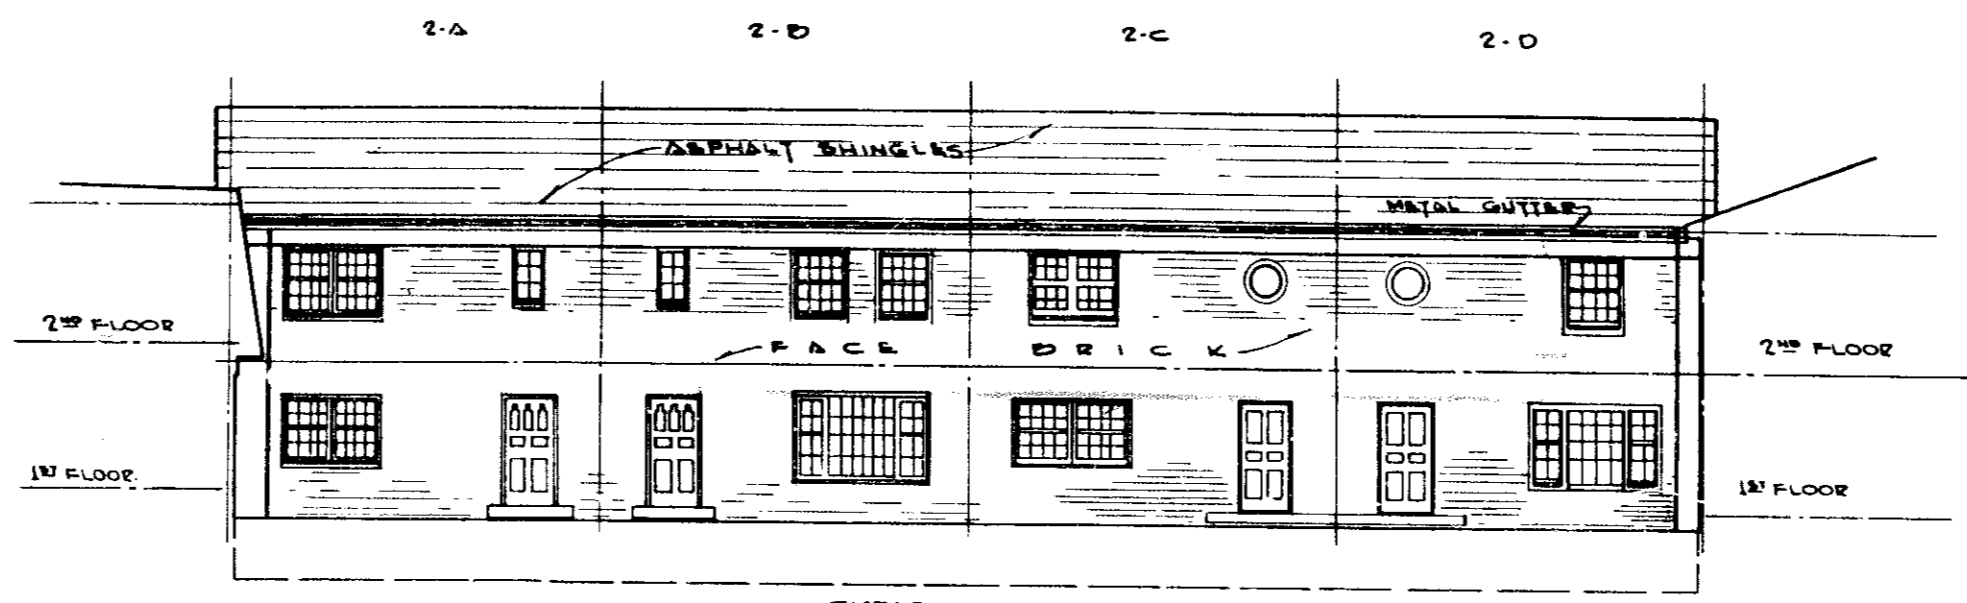 2-A 2-B 2-C 2-D
ASPHALT SHINGLES
METAL GUTTER
2ND FLOOR
FACE BRICK
2ND FLOOR
1ST FLOOR.
1ST FLOOR